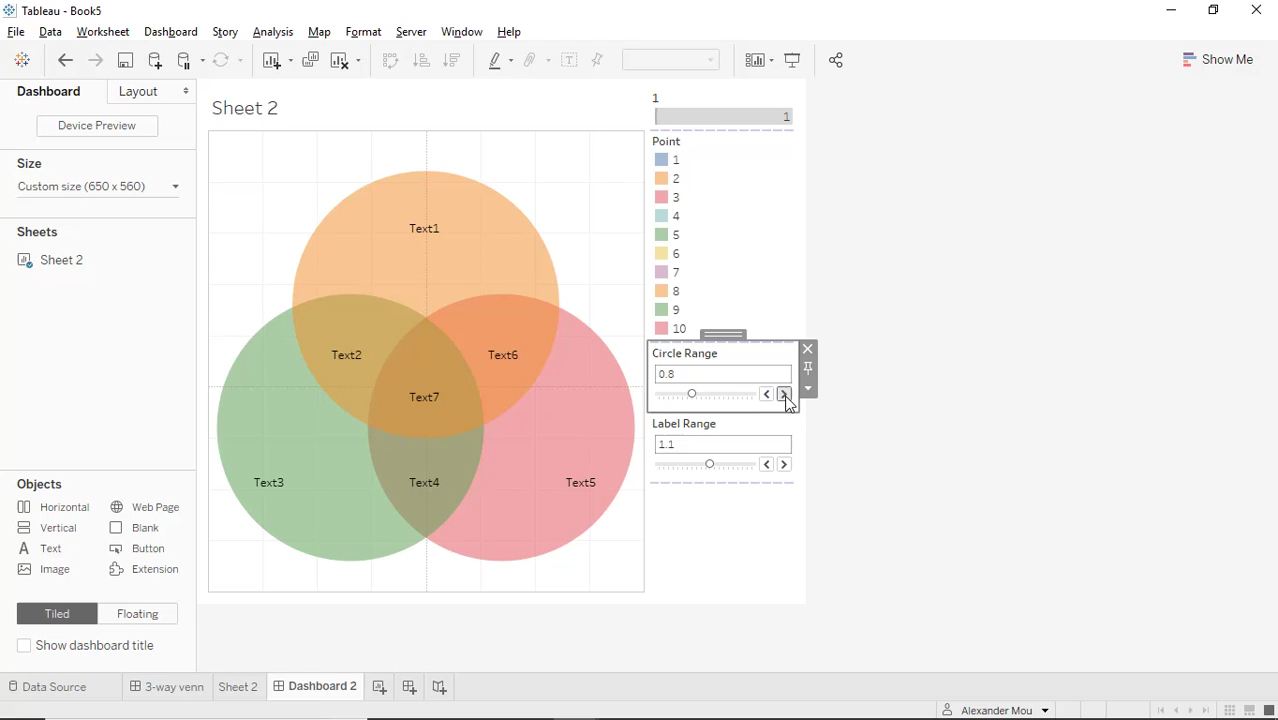 Tableau - Book5
File Data Worksheet Dashboard Story Analysis Map Format Server Window Help
Show Me
Dashboard Layout
Device Preview
Size
Custom size (650 x 560)
Sheets
Sheet 2
Objects
Horizontal Web Page
Vertical Blank
A Text Button
Image Extension
Tiled Floating
Show dashboard title
Sheet 2
Text1
Text2 Text6
Text7
Text3 Text4 Text5
1
1
Point
1
2
3
4
5
6
7
8
9
10
Circle Range
0.8
Label Range
1.1
Data Source 3-way venn Sheet 2 Dashboard 2
Alexander Mou